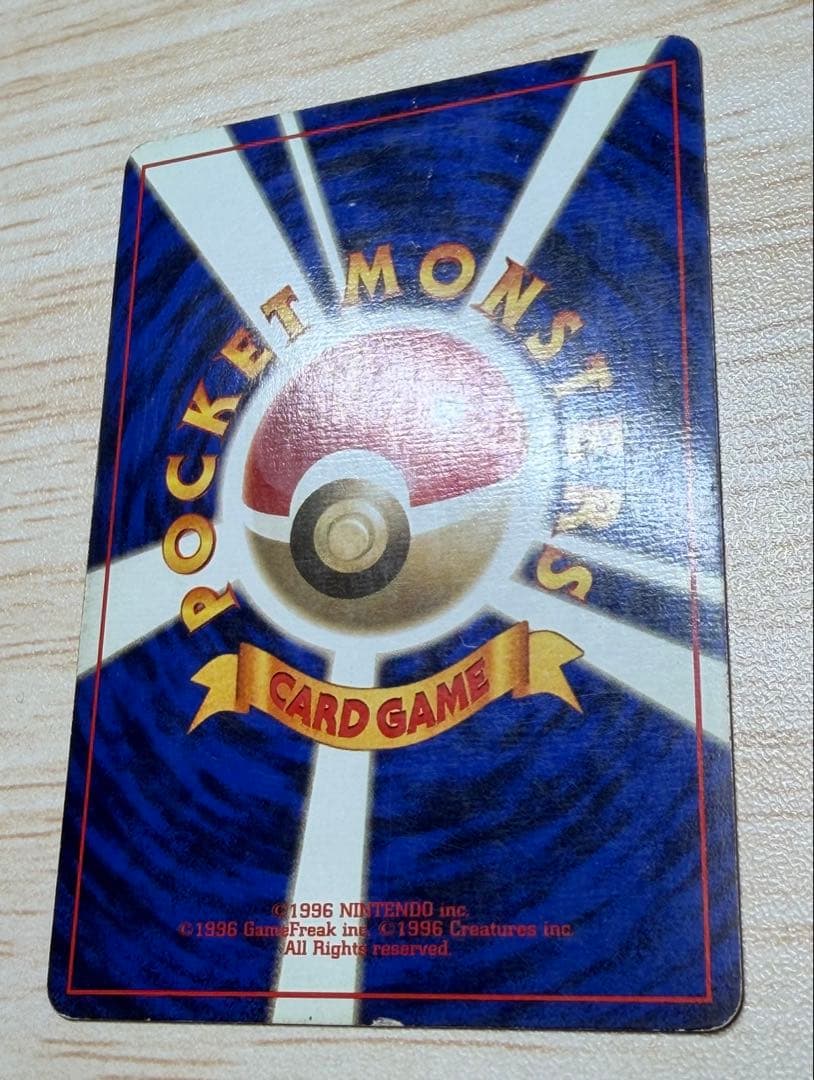 POCKET MONSTERS
CARD GAME
©1996 NINTENDO inc.
©1996 GameFreak inc. ©1996 Creatures inc.
All Rights reserved.